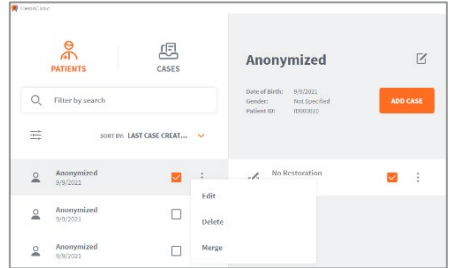 PATIENTS
CASES
Filter by search
SORT BY: LAST CASE CREAT...
Anonymized
9/9/2021
Anonymized
9/9/2021
Anonymized
9/9/2021
Edit
Delete
Merge
Anonymized
Date of Birth: 9/9/2021
Gender: Not Specified
Patient ID:
ADD CASE
No Restoration